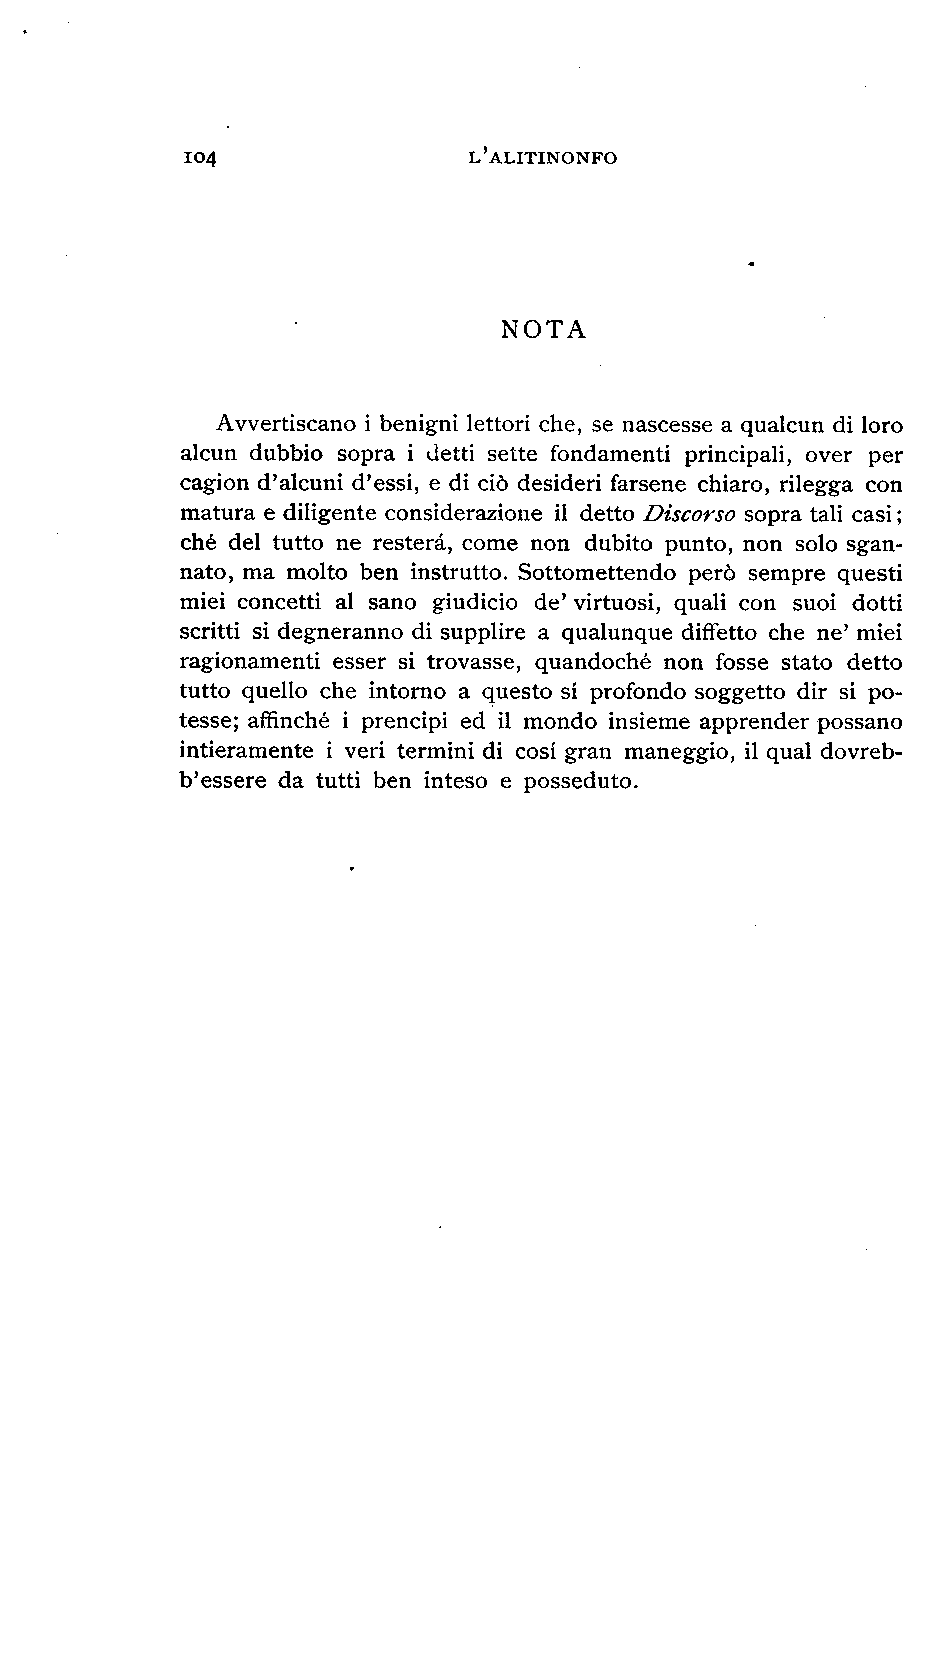 104 L'ALITINONFO
NOTA
Avvertiscano i benigni lettori che, se nascesse a qualcun di loro
alcun dubbio sopra i detti sette fondamenti principali, over per
cagion d'alcuni d'essi, e di ciò desideri farsene chiaro, rilegga con
matura e diligente considerazione il detto Discorso sopra tali casi;
ché del tutto ne resterá, come non dubito punto, non solo sgan-
nato, ma molto ben instrutto. Sottomettendo però sempre questi
miei concetti al sano giudicio de' virtuosi, quali con suoi dotti
scritti si degneranno di supplire a qualunque diffetto che ne' miei
ragionamenti esser si trovasse, quandoché non fosse stato detto
tutto quello che intorno a questo sí profondo soggetto dir si po-
tesse; affinché i prencipi ed il mondo insieme apprender possano
intieramente i veri termini di cosí gran maneggio, il qual dovreb-
b'essere da tutti ben inteso e posseduto.